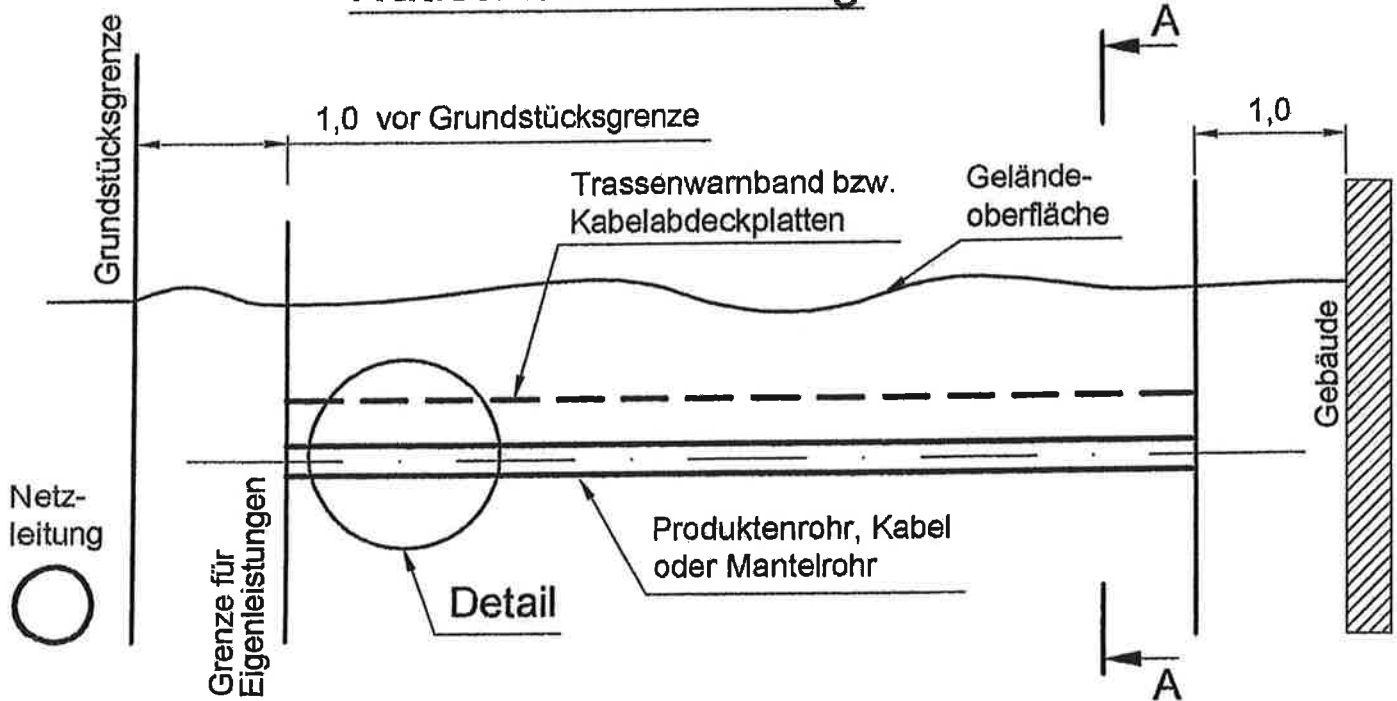 A
Grundstücksgrenze
1,0 vor Grundstücksgrenze
1,0
Trassenwarnband bzw.
Kabelabdeckplatten
Gelände-
oberfläche
Gebäude
Netz-
leitung
Grenze für
Eigenleistungen
Produktenrohr, Kabel
oder Mantelrohr
Detail
A